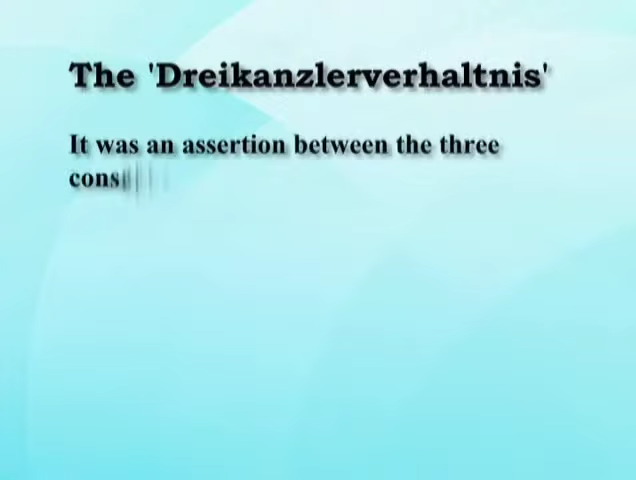 The 'Dreikanzlerverhaltnis'
It was an assertion between the three